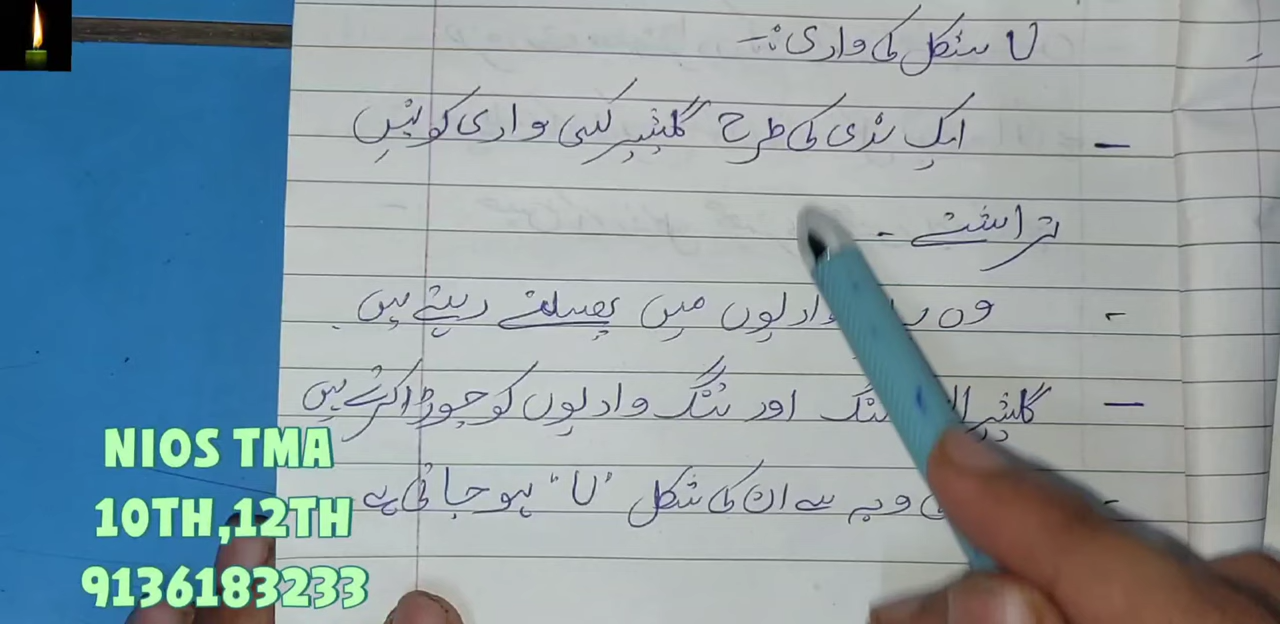 U شکل کی وادی :-
- ایک ندی کی طرح گلیشیر کسی وادی کو نہیں
تراشتے -
- وہ وادیوں میں پھسلتے رہتے ہیں .
- گلیشیر اور تنگ وادیوں کو چوڑا کرتے ہیں
- کی وجہ سے ان کی شکل 'U' ہو جاتی ہے
NIOS TMA
10TH,12TH
9136183233